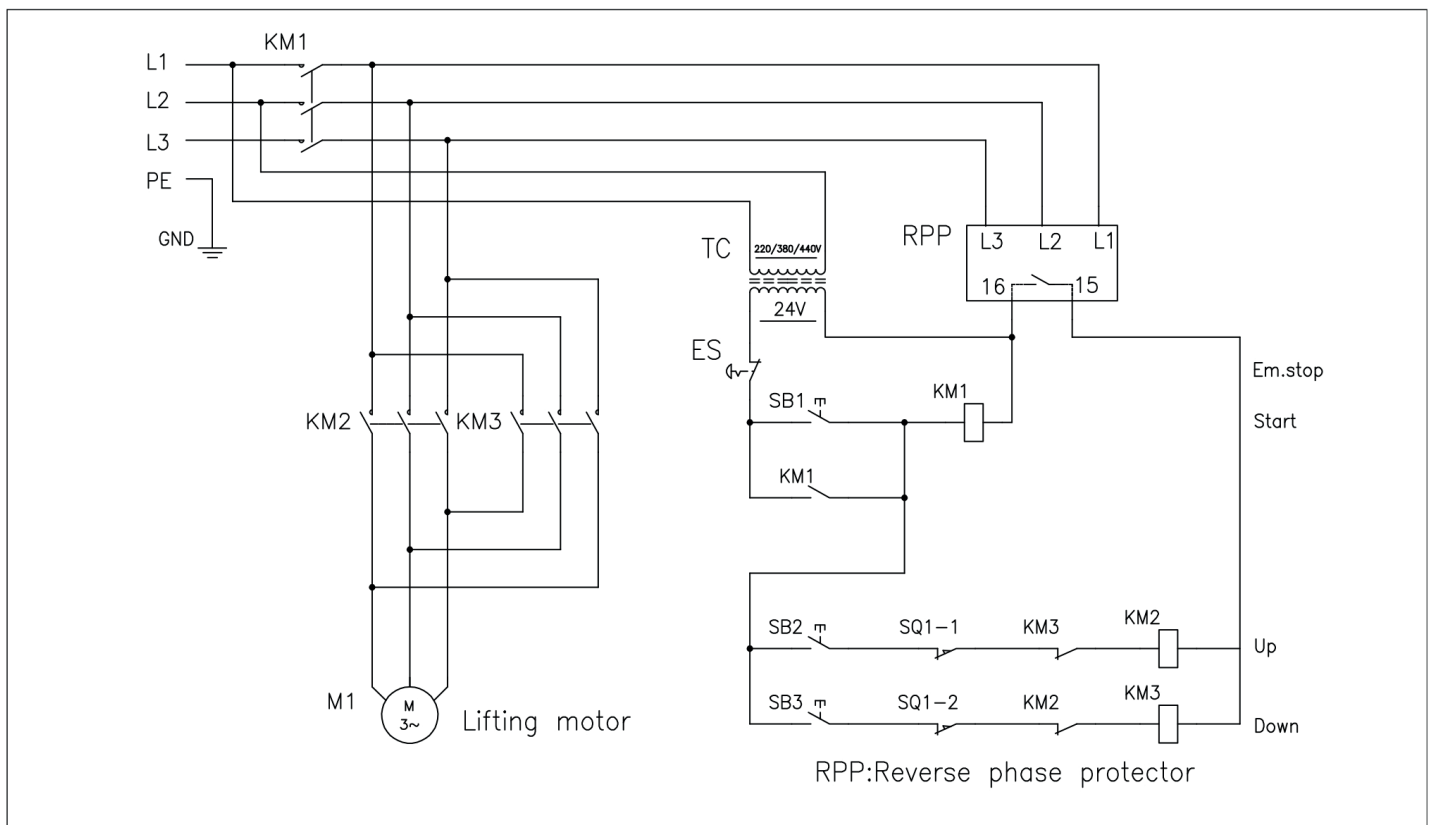 KM1
L1
L2
L3
PE
GND
TC
220/380/440V
24V
RPP
L3 L2 L1
16 15
ES
Em.stop
SB1
KM1
Start
KM2
KM3
KM1
SB2
SQ1-1
KM3
KM2
Up
SB3
SQ1-2
KM2
KM3
Down
M1
M
3~
Lifting motor
RPP:Reverse phase protector